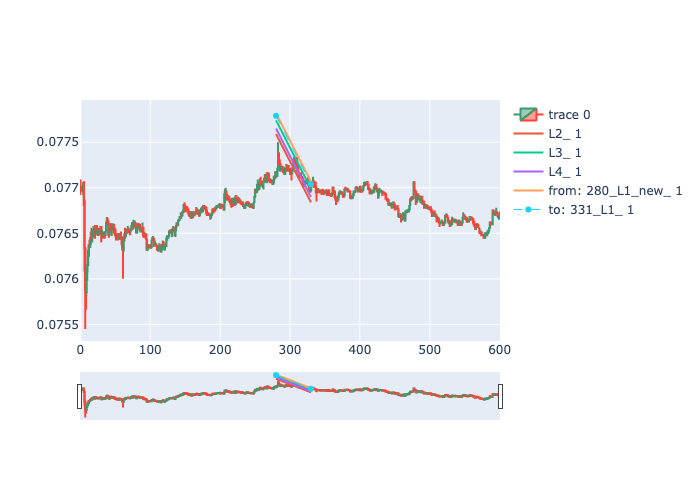 trace 0
L2_ 1
L3_ 1
L4_ 1
from: 280_L1_new_ 1
to: 331_L1_ 1
0.0775
0.077
0.0765
0.076
0.0755
0 100 200 300 400 500 600